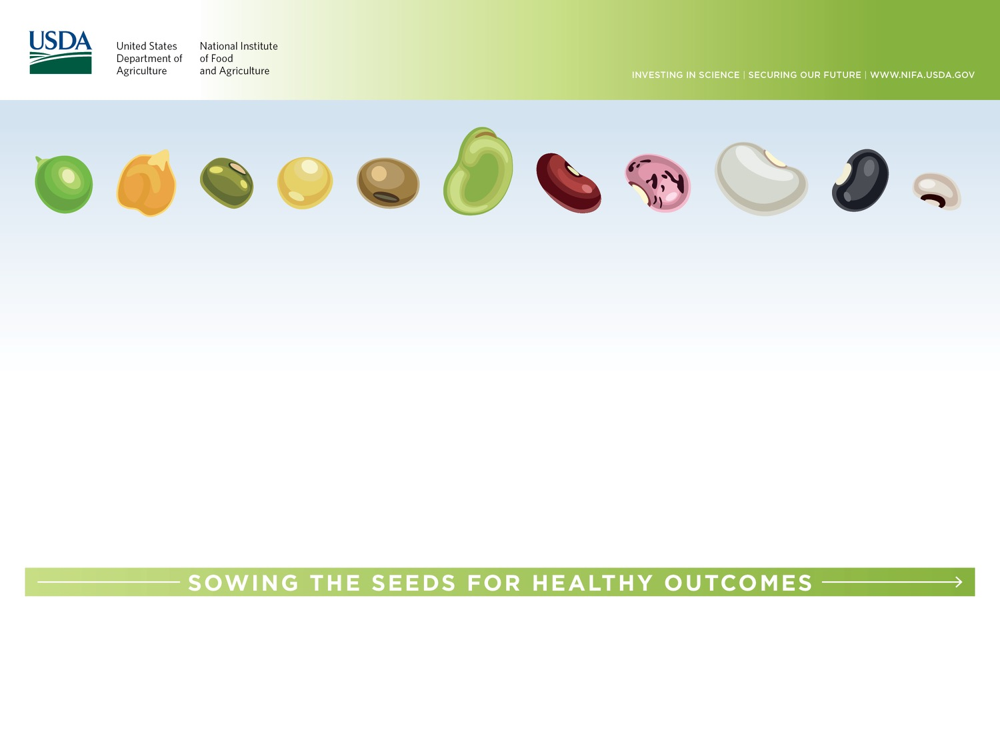 USDA
United States
Department of
Agriculture
National Institute
of Food
and Agriculture
INVESTING IN SCIENCE | SECURING OUR FUTURE | WWW.NIFA.USDA.GOV
SOWING THE SEEDS FOR HEALTHY OUTCOMES